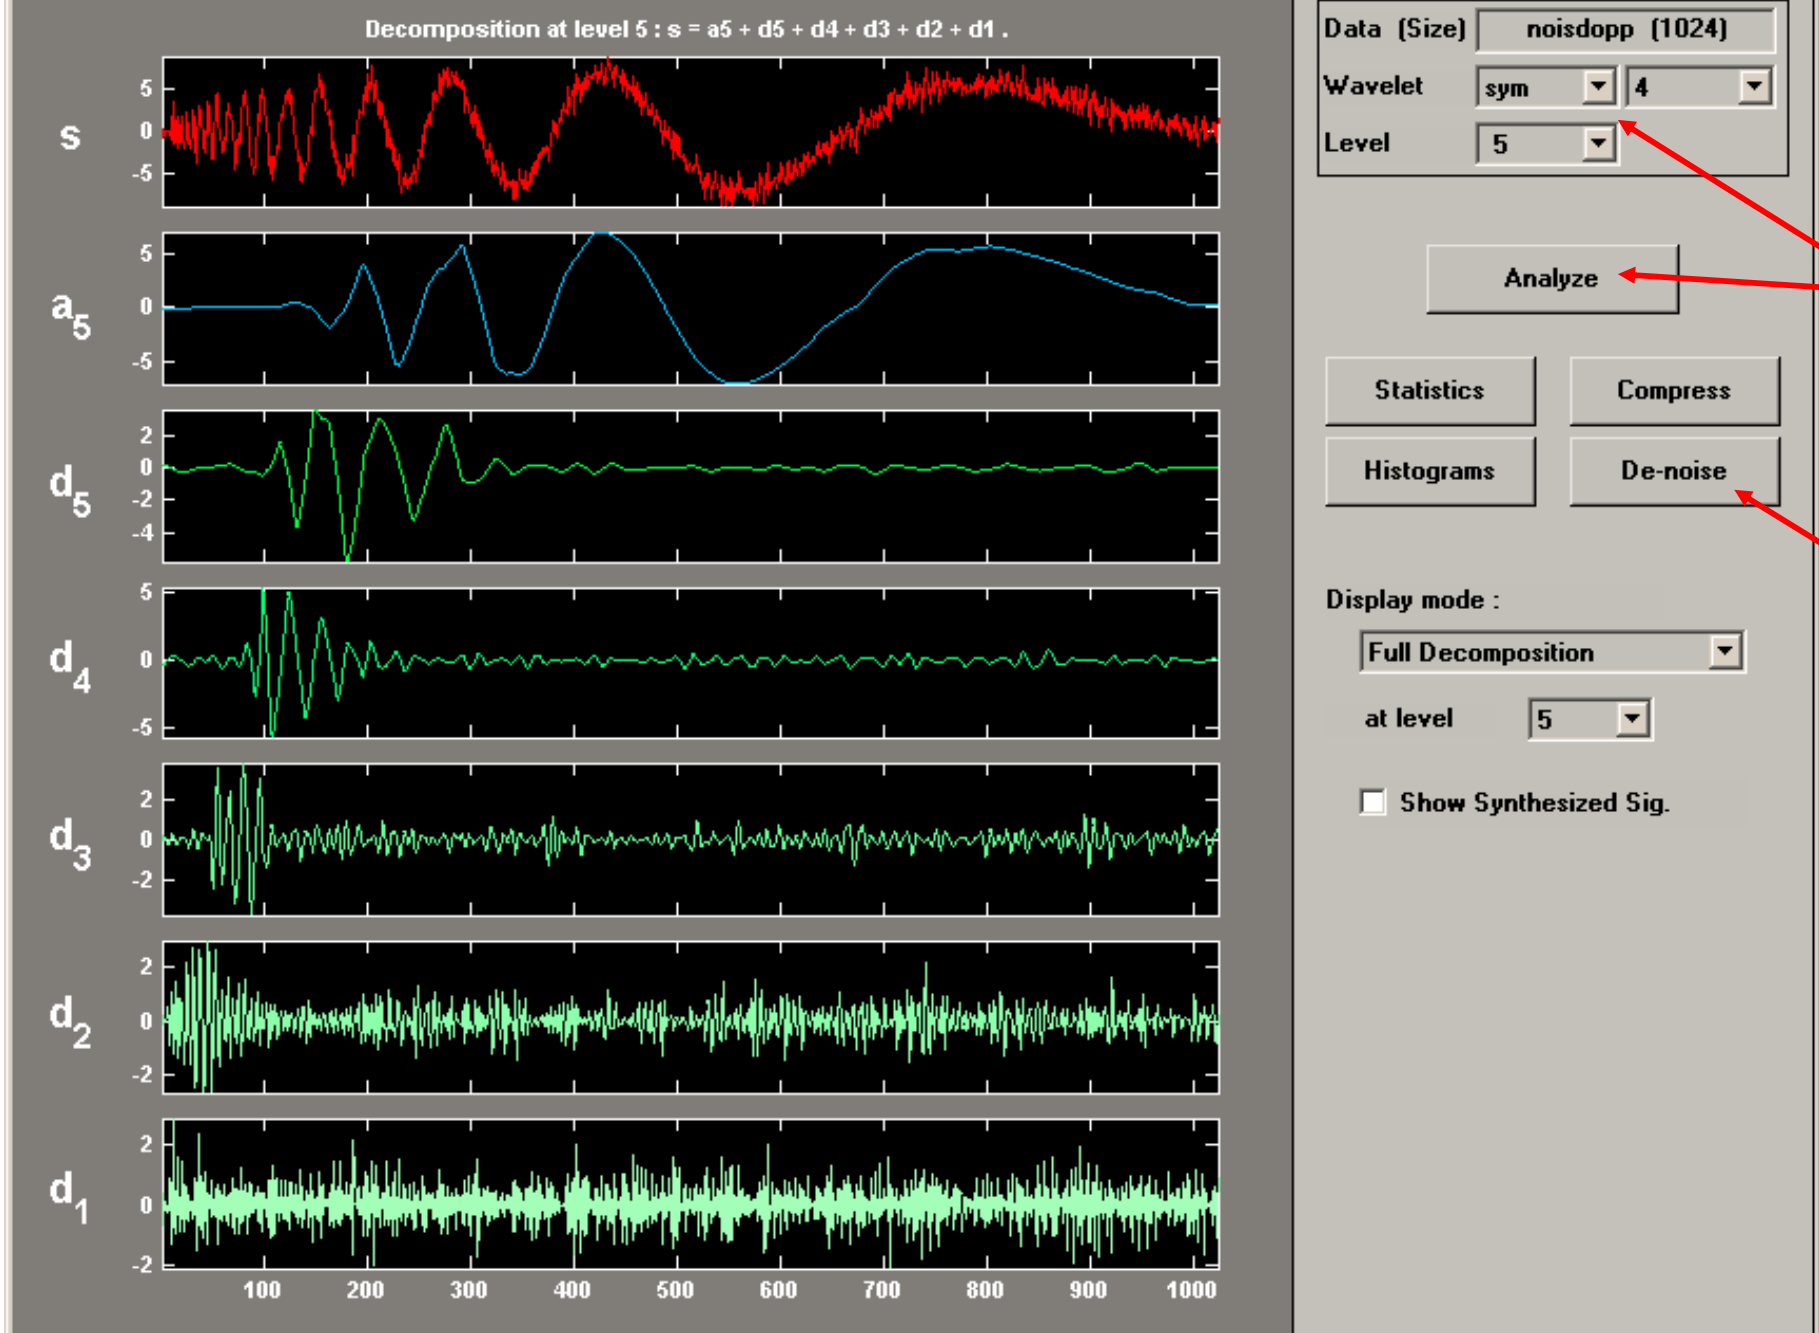 Decomposition at level 5 : s = a5 + d5 + d4 + d3 + d2 + d1 .
s
5
0
-5
a5
5
0
-5
d5
2
0
-2
-4
d4
5
0
-5
d3
2
0
-2
d2
2
0
-2
d1
2
0
-2
100 200 300 400 500 600 700 800 900 1000
Data (Size) noisdopp (1024)
Wavelet sym 4
Level 5
Analyze
Statistics Compress
Histograms De-noise
Display mode :
Full Decomposition
at level 5
Show Synthesized Sig.